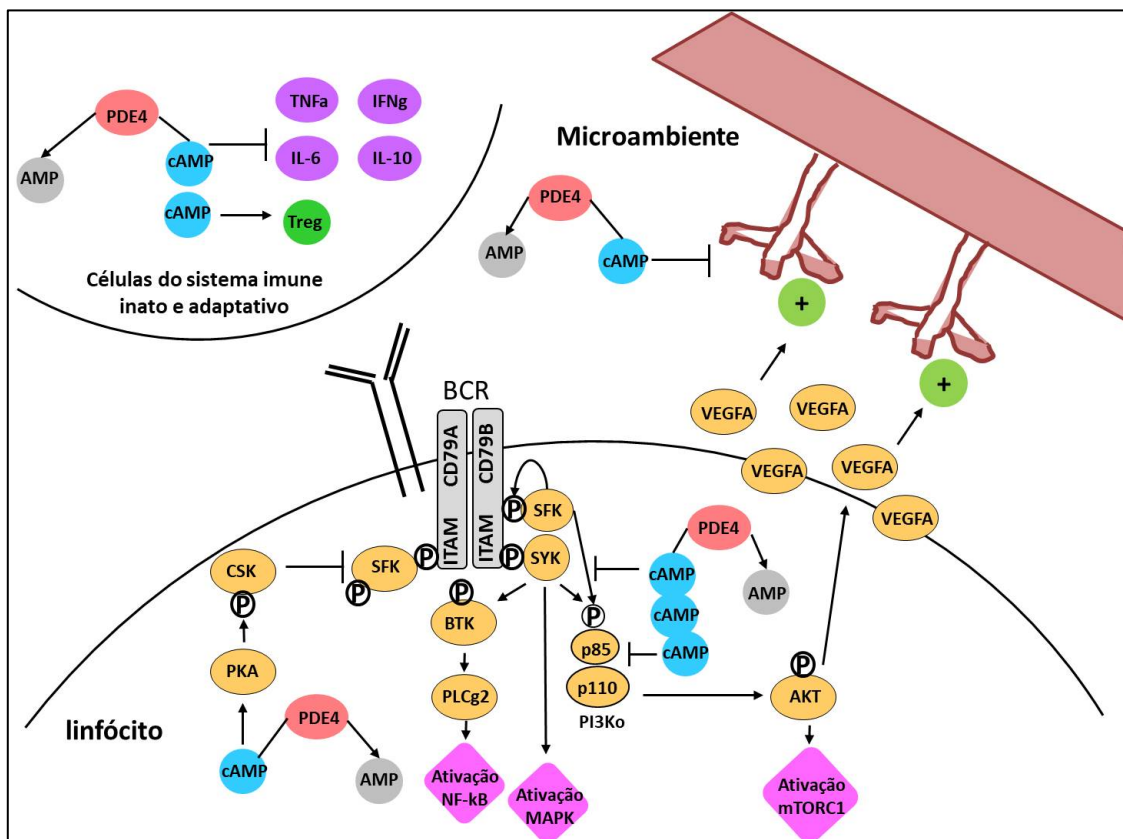 TNFa
IFNg
PDE4
IL-6
IL-10
cAMP
AMP
cAMP
Treg
Células do sistema imune
inato e adaptativo
Microambiente
PDE4
AMP
cAMP
+
+
VEGFA
VEGFA
VEGFA
VEGFA
VEGFA
BCR
ITAM CD79A
ITAM CD79B
P
SFK
P
SYK
P
SFK
P
CSK
P
PKA
cAMP
PDE4
AMP
linfócito
P
BTK
PLCg2
Ativação
NF-kB
Ativação
MAPK
PDE4
cAMP
cAMP
cAMP
AMP
P
p85
p110
PI3Ko
P
AKT
Ativação
mTORC1